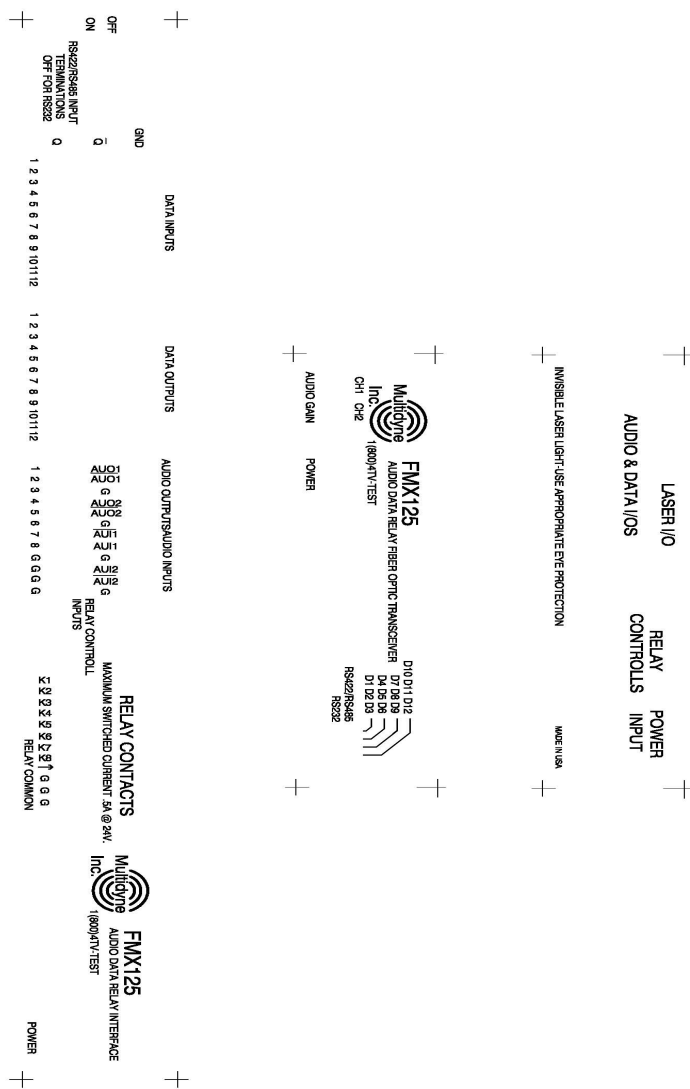 OFF
ON
RS422/RS485 INPUT
TERMINATIONS
OFF FOR RS232
GND
Q
Q
DATA INPUTS
1 2 3 4 5 6 7 8 9 10 11 12
DATA OUTPUTS
1 2 3 4 5 6 7 8 9 10 11 12
AUDIO OUTPUTS AUDIO INPUTS
AUO1
AUO1
G
AUO2
AUO2
G
AUI1
AUI1
G
AUI2
AUI2
G
1 2 3 4 5 6 7 8 G G G G
RELAY CONTROLL
INPUTS
RELAY CONTACTS
MAXIMUM SWITCHED CURRENT .5A @ 24V.
K1 K2 K3 K4 K5 K6 K7 K8 G G G
RELAY COMMON
Multidyne
Inc.
1(800)4TV-TEST
FMX125
AUDIO DATA RELAY INTERFACE
POWER
AUDIO GAIN
POWER
Multidyne
Inc.
CH1 CH2
1(800)4TV-TEST
FMX125
AUDIO DATA RELAY FIBER OPTIC TRANSCEIVER
D10 D11 D12
D7 D8 D9
D4 D5 D6
D1 D2 D3
RS422/RS485
RS232
LASER I/O
AUDIO & DATA I/OS
RELAY
CONTROLLS
POWER
INPUT
INVISIBLE LASER LIGHT-USE APPROPRIATE EYE PROTECTION
MADE IN USA